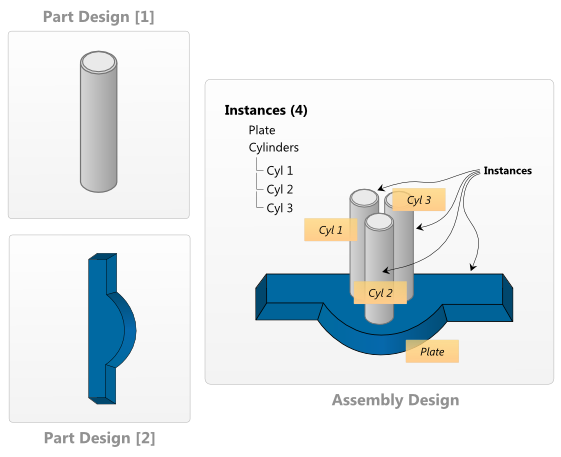 Part Design [1]
Instances (4)
Plate
Cylinders
Cyl 1
Cyl 2
Cyl 3
Instances
Cyl 3
Cyl 1
Cyl 2
Plate
Assembly Design
Part Design [2]